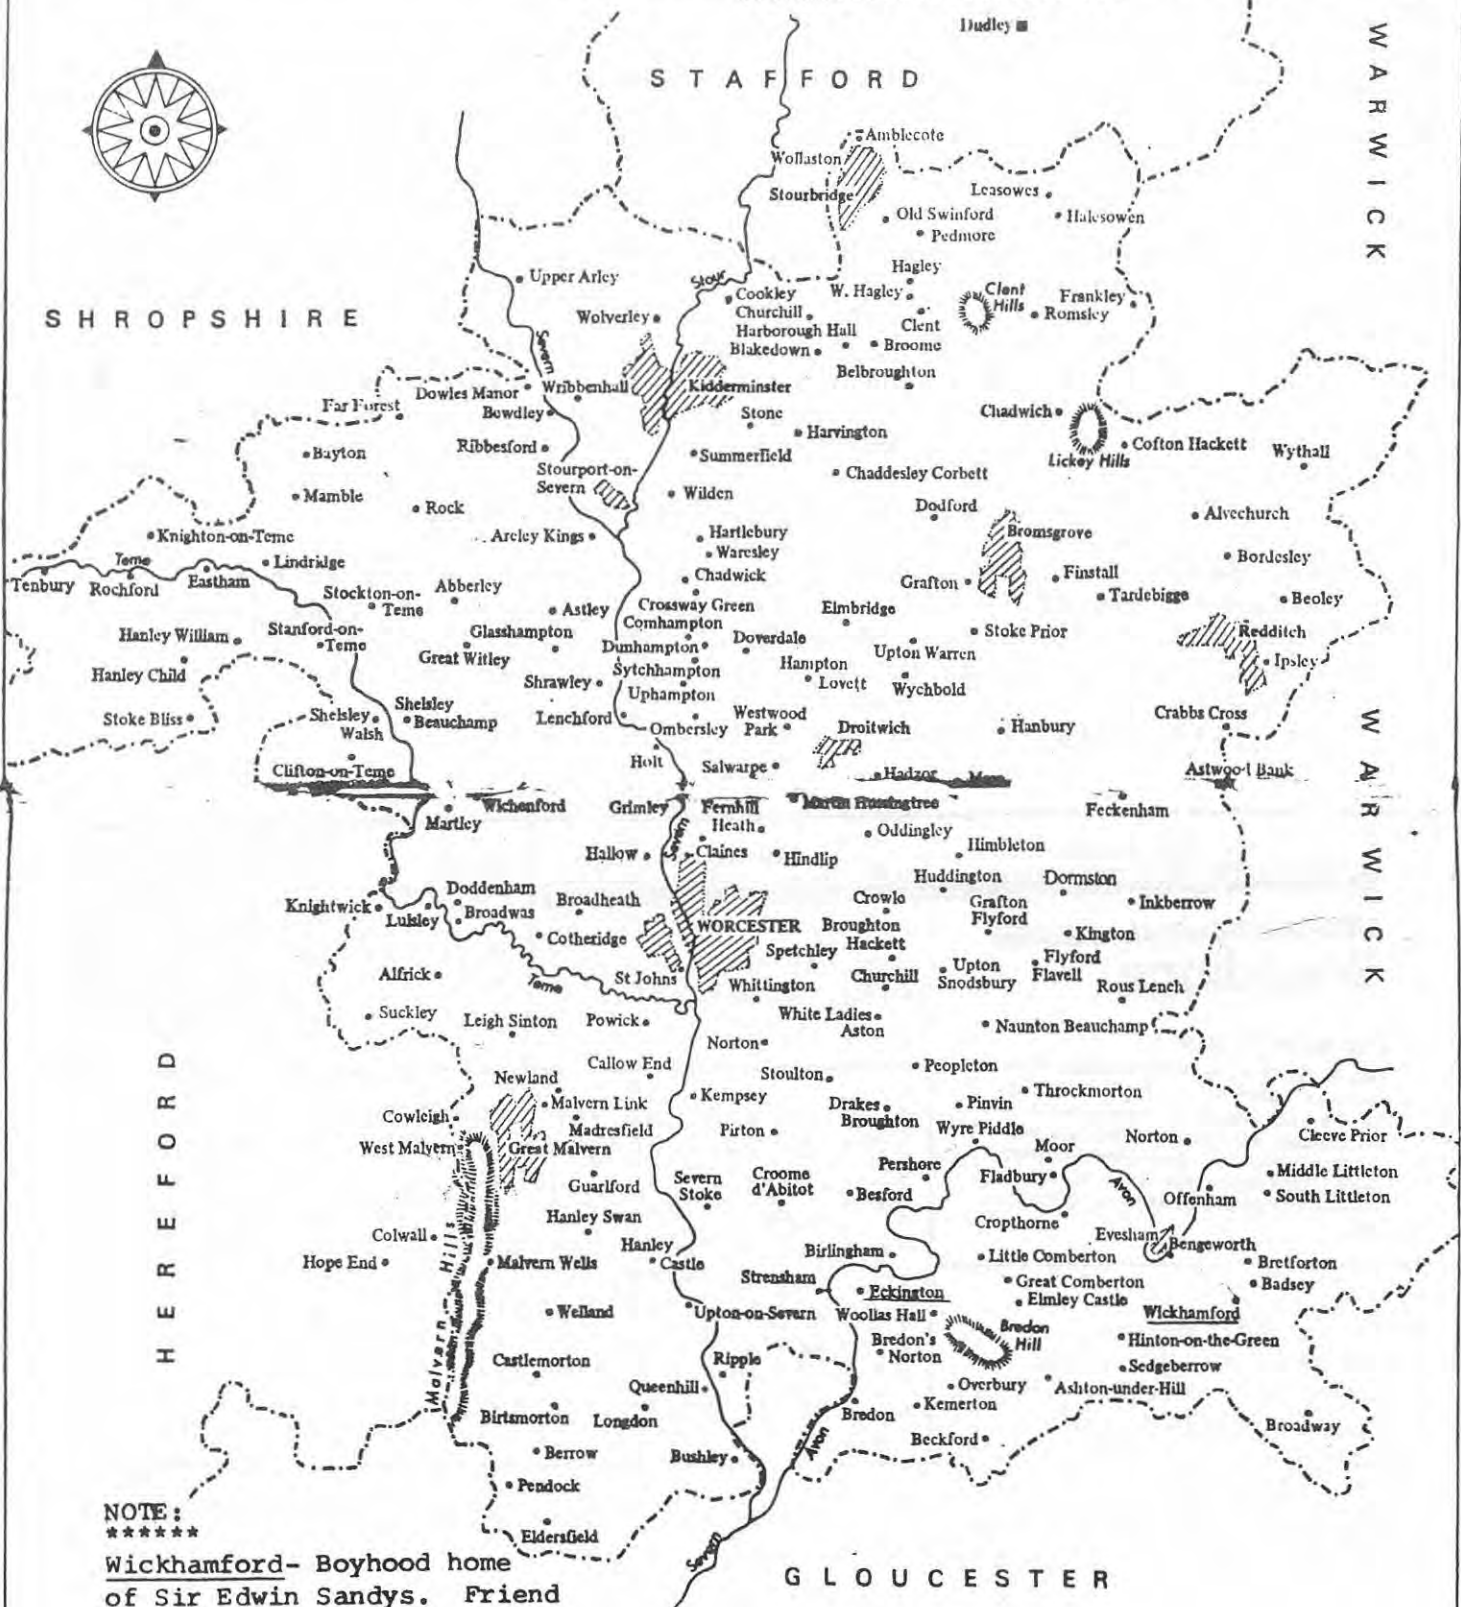 Dudley
STAFFORD
WARWICK
Amblecote
Wollaston
Stourbridge
Leasowes
Old Swinford
Halesowen
Pedmore
Hagley
Upper Arley
Stour
Cookley
W. Hagley
Clent Hills
Frankley
SHROPSHIRE
Wolverley
Churchill
Romsley
Harborough Hall
Clent
Severn
Blakedown
Broome
Belbroughton
Dowles Manor
Wribbenhall
Kidderminster
Far Forest
Bewdley
Stone
Chadwich
Harvington
Ribbesford
Cofton Hackett
Bayton
Summerfield
Lickey Hills
Wythall
Stourport-on-
Severn
Chaddesley Corbett
Mamble
Wilden
Rock
Dodford
Alvechurch
Knighton-on-Teme
Areley Kings
Hartlebury
Bromsgrove
Waresley
Bordesley
Teme
Lindridge
Tenbury
Rochford
Eastham
Chadwick
Grafton
Finstall
Stockton-on-
Teme
Abberley
Tardebigge
Beoley
Astley
Crossway Green
Elmbridge
Comhampton
Hanley William
Stanford-on-
Teme
Glasshampton
Doverdale
Stoke Prior
Redditch
Dunhampton
Great Witley
Upton Warren
Ipsley
Hanley Child
Sytchhampton
Hampton
Lovett
Shrawley
Uphampton
Wychbold
Stoke Bliss
Shelsley
Walsh
Shelsley
Beauchamp
Lenchford
Ombersley
Westwood
Park
Droitwich
Hanbury
Crabbs Cross
WARWICK
Holt
Salwarpe
Clifton-on-Teme
Hadzor
Astwood Bank
Wichenford
Grimley
Fernhill
Heath
Martin Hussingtree
Feckenham
Martley
Severn
Oddingley
Himbleton
Hallow
Claines
Hindlip
Huddington
Dormston
Doddenham
Broadheath
Crowle
Grafton
Flyford
Inkberrow
Knightwick
Lulsley
Broadwas
WORCESTER
Broughton
Hackett
Kington
Cotheridge
Spetchley
Flyford
Flavell
Alfrick
St Johns
Churchill
Upton
Snodsbury
Teme
Whittington
Rous Lench
Suckley
Leigh Sinton
Powick
White Ladies
Aston
Naunton Beauchamp
Norton
HEREFORD
Callow End
Peopleton
Newland
Stoulton
Throckmorton
Malvern Link
Kempsey
Drakes
Broughton
Pinvin
Cowleigh
Madresfield
Pirton
Wyre Piddle
Norton
Cleeve Prior
West Malvern
Great Malvern
Moor
Pershore
Fladbury
Middle Littleton
Guarlford
Severn
Stoke
Croome
d'Abitot
Besford
Avon
Offenham
South Littleton
Hanley Swan
Cropthorne
Evesham
Colwall
Bengeworth
Hope End
Malvern Wells
Hanley
Castle
Birlingham
Little Comberton
Bretforton
Strensham
Eckington
Great Comberton
Badsey
Welland
Upton-on-Severn
Woollas Hall
Elmley Castle
Wickhamford
Malvern Hills
Bredon Hill
Bredon's
Norton
Hinton-on-the-Green
Castlemorton
Ripple
Sedgeberrow
Queenhill
Overbury
Ashton-under-Hill
Birtsmorton
Longdon
Bredon
Kemerton
Broadway
Berrow
Avon
Beckford
Bushley
Pendock
Eldersfield
Severn
GLOUCESTER
NOTE:
******
Wickhamford- Boyhood home
of Sir Edwin Sandys. Friend